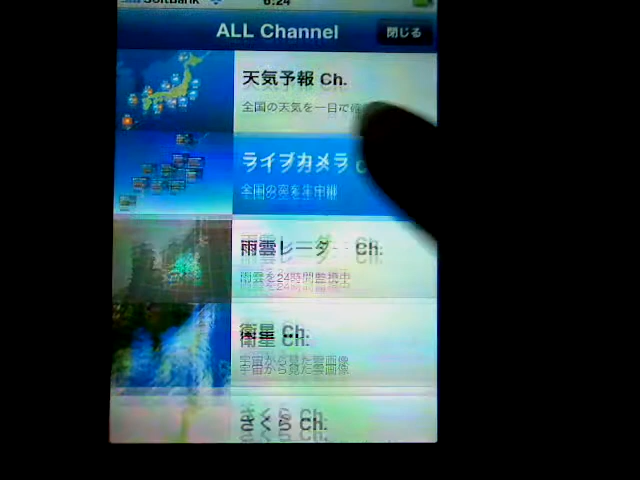 SoftBank 6:24
ALL Channel
閉じる
天気予報 Ch.
全国の天気を一目で
ライブカメラ
全国の空を生中継
雨雲レーダー Ch.
雨雲を24時間監視中
衛星 Ch.
宇宙から見た雲画像
さくら Ch.